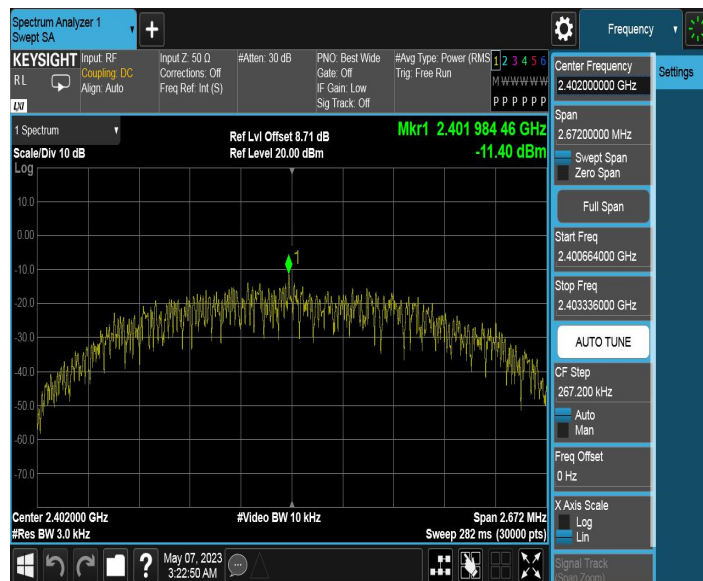 Spectrum Analyzer 1
Swept SA
Frequency
KEYSIGHT
RL
LXI
Input: RF
Coupling: DC
Align: Auto
Input Z: 50 Ω
Corrections: Off
Freq Ref: Int (S)
#Atten: 30 dB
PNO: Best Wide
Gate: Off
IF Gain: Low
Sig Track: Off
#Avg Type: Power (RMS
Trig: Free Run
1 2 3 4 5 6
M W W W W W
P P P P P P
1 Spectrum
Scale/Div 10 dB
Ref Lvl Offset 8.71 dB
Ref Level 20.00 dBm
Mkr1 2.401 984 46 GHz
-11.40 dBm
Log
10.0
0.00
-10.0
-20.0
-30.0
-40.0
-50.0
-60.0
-70.0
1
Center 2.402000 GHz
#Res BW 3.0 kHz
#Video BW 10 kHz
Span 2.672 MHz
Sweep 282 ms (30000 pts)
Center Frequency
2.402000000 GHz
Settings
Span
2.67200000 MHz
Swept Span
Zero Span
Full Span
Start Freq
2.400664000 GHz
Stop Freq
2.403336000 GHz
AUTO TUNE
CF Step
267.200 kHz
Auto
Man
Freq Offset
0 Hz
X Axis Scale
Log
Lin
Signal Track
(Span Zoom)
?
May 07, 2023
3:22:50 AM